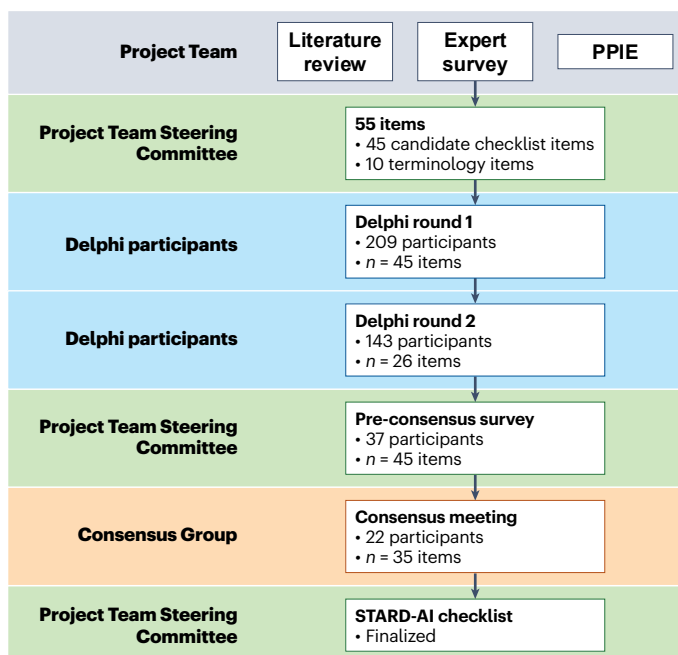 Project Team
Literature
review
Expert
survey
PPIE
Project Team Steering
Committee
55 items
• 45 candidate checklist items
• 10 terminology items
Delphi participants
Delphi round 1
• 209 participants
• n = 45 items
Delphi participants
Delphi round 2
• 143 participants
• n = 26 items
Project Team Steering
Committee
Pre-consensus survey
• 37 participants
• n = 45 items
Consensus Group
Consensus meeting
• 22 participants
• n = 35 items
Project Team Steering
Committee
STARD-AI checklist
• Finalized